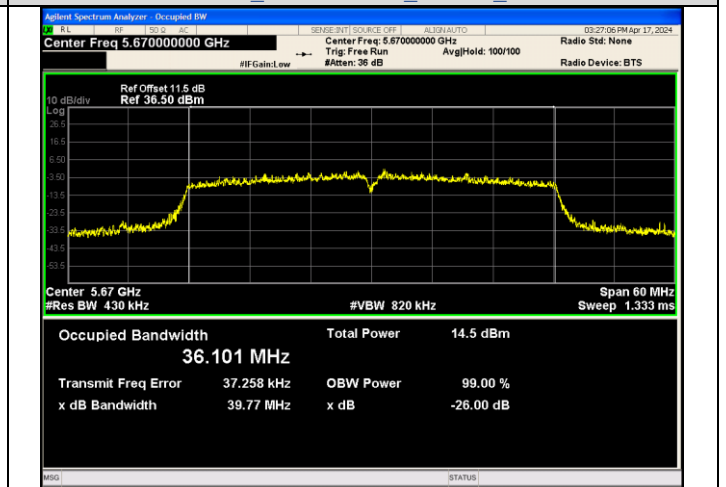 Agilent Spectrum Analyzer - Occupied BW
RL RF 50 Ω AC SENSE:INT SOURCE OFF ALIGNAUTO 03:27:06 PM Apr 17, 2024
Center Freq 5.670000000 GHz Center Freq: 5.670000000 GHz Radio Std: None
Trig: Free Run Avg|Hold: 100/100
#IFGain:Low #Atten: 36 dB Radio Device: BTS
Ref Offset 11.5 dB
10 dB/div Ref 36.50 dBm
Log
26.5
16.5
6.50
-3.50
-13.5
-23.5
-33.5
-43.5
-53.5
Center 5.67 GHz Span 60 MHz
#Res BW 430 kHz #VBW 820 kHz Sweep 1.333 ms
Occupied Bandwidth Total Power 14.5 dBm
36.101 MHz
Transmit Freq Error 37.258 kHz OBW Power 99.00 %
x dB Bandwidth 39.77 MHz x dB -26.00 dB
MSG STATUS